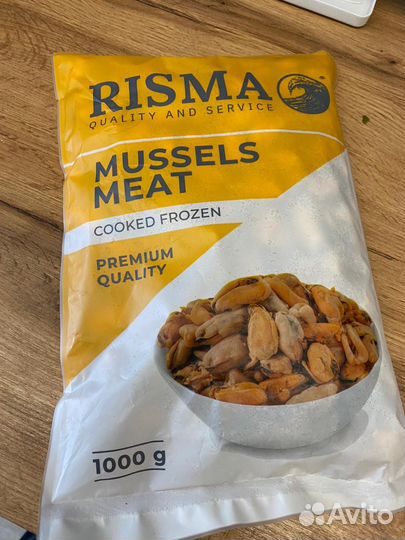 RISMA
QUALITY AND SERVICE
MUSSELS
MEAT
COOKED FROZEN
PREMIUM
QUALITY
1000 g
Avito